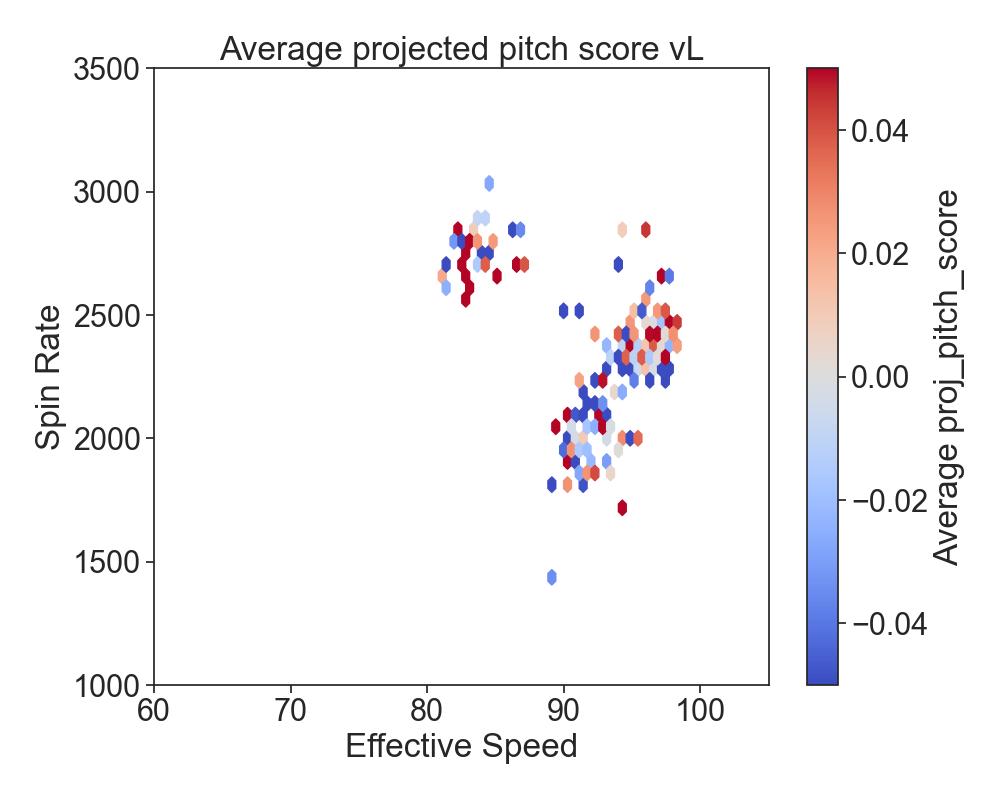 Average projected pitch score vL
3500
3000
2500
2000
1500
1000
Spin Rate
60 70 80 90 100
Effective Speed
0.04
0.02
0.00
−0.02
−0.04
Average proj_pitch_score